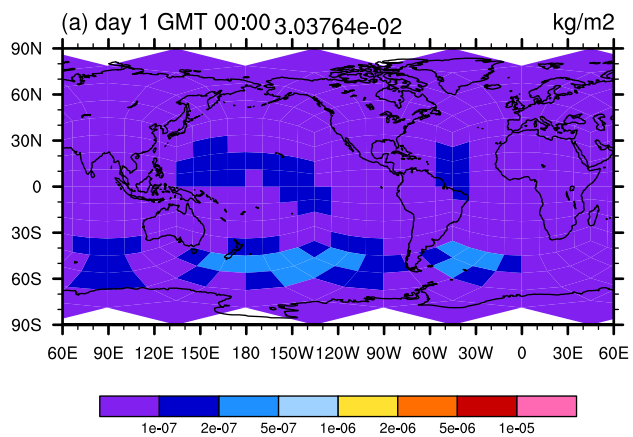 (a) day 1 GMT 00:00 3.03764e-02 kg/m2
90N
60N
30N
0
30S
60S
90S
60E 90E 120E 150E 180 150W 120W 90W 60W 30W 0 30E 60E
1e-07 2e-07 5e-07 1e-06 2e-06 5e-06 1e-05